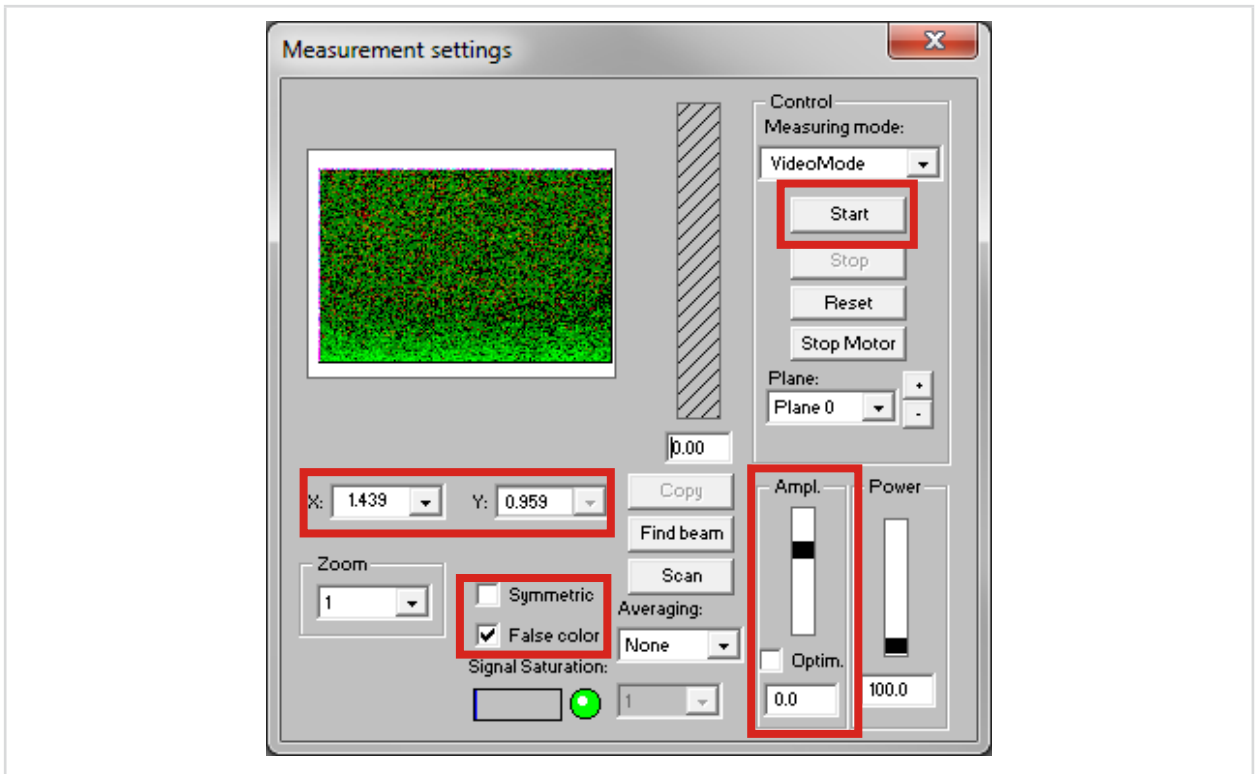 Measurement settings
Control
Measuring mode:
VideoMode
Start
Stop
Reset
Stop Motor
Plane:
Plane 0
+
-
0.00
X: 1.439 Y: 0.959
Copy
Find beam
Scan
Zoom
1
Symmetric
False color
Signal Saturation:
Averaging:
None
1
Ampl.
Optim.
0.0
Power
100.0